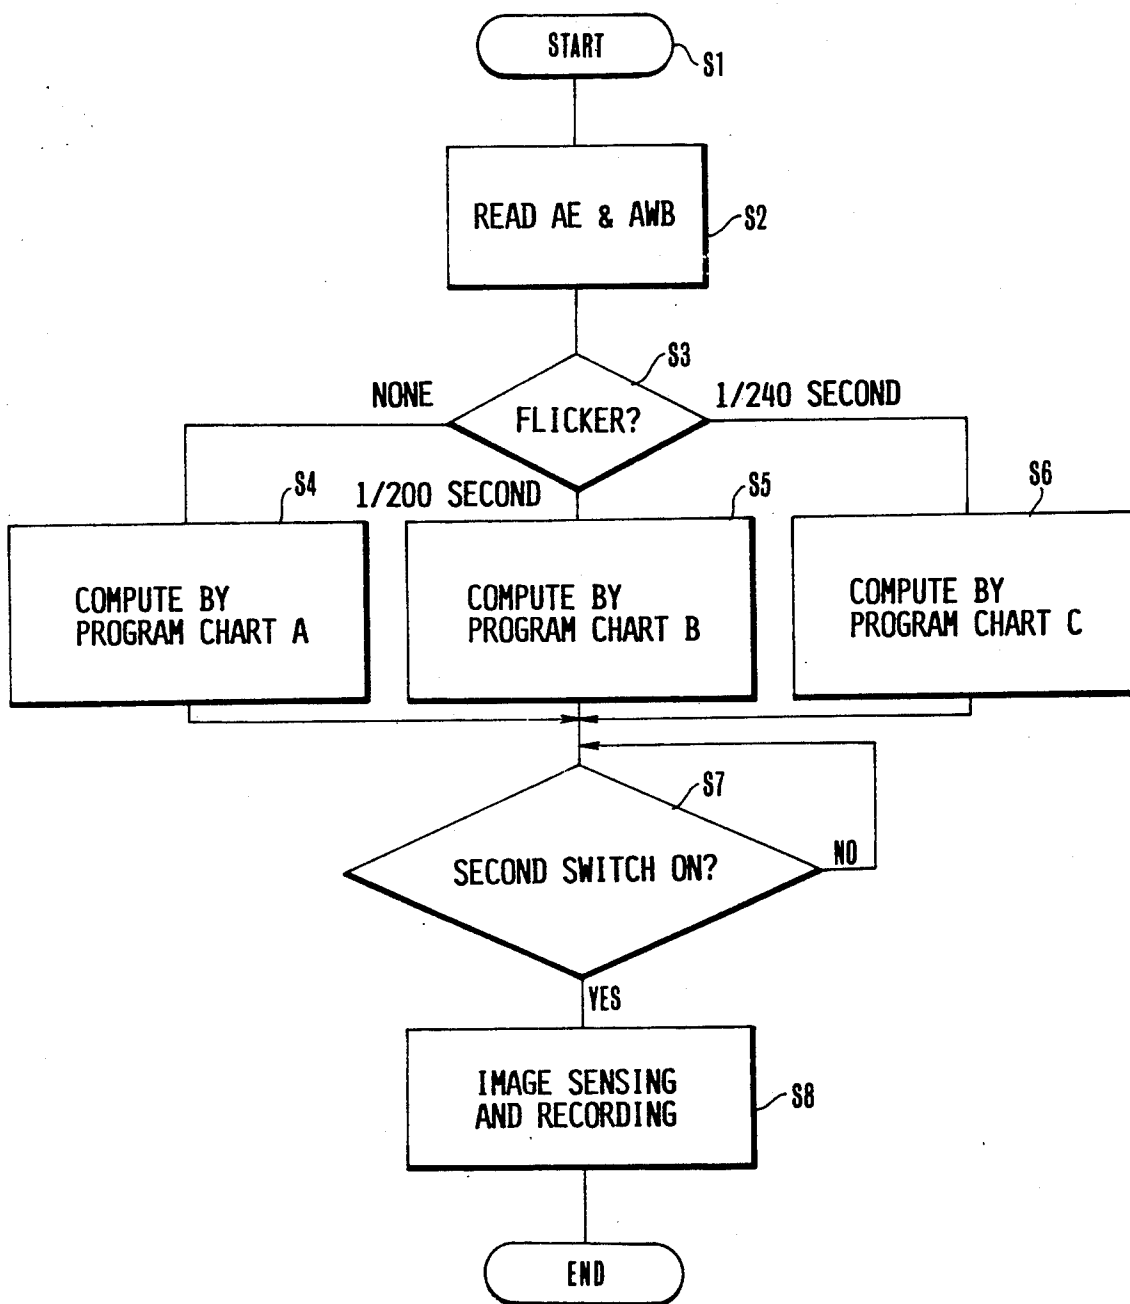 START
S1
READ AE & AWB
S2
S3
NONE
FLICKER?
1/240 SECOND
1/200 SECOND
S4
S5
S6
COMPUTE BY
PROGRAM CHART A
COMPUTE BY
PROGRAM CHART B
COMPUTE BY
PROGRAM CHART C
S7
SECOND SWITCH ON?
NO
YES
IMAGE SENSING
AND RECORDING
S8
END